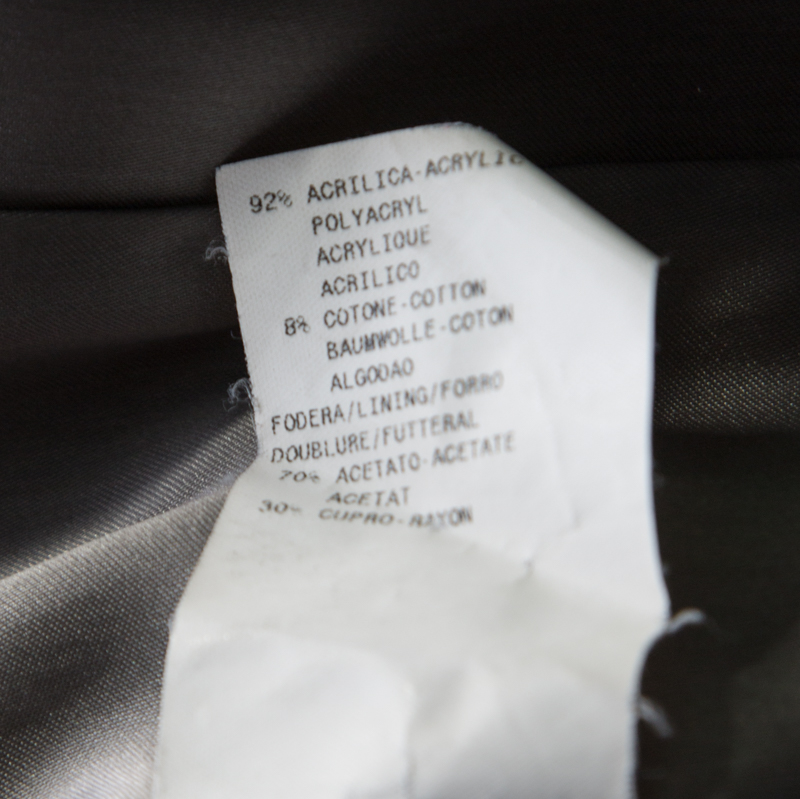 92% ACRILICA-ACRYLIC
POLYACRYL
ACRYLIQUE
ACRILICO
8% COTONE-COTTON
BAUMWOLLE-COTON
ALGODAO
FODERA/LINING/FORRO
DOUBLURE/FUTTERAL
70% ACETATO-ACETATE
ACETAT
30% CUPRO-RAYON